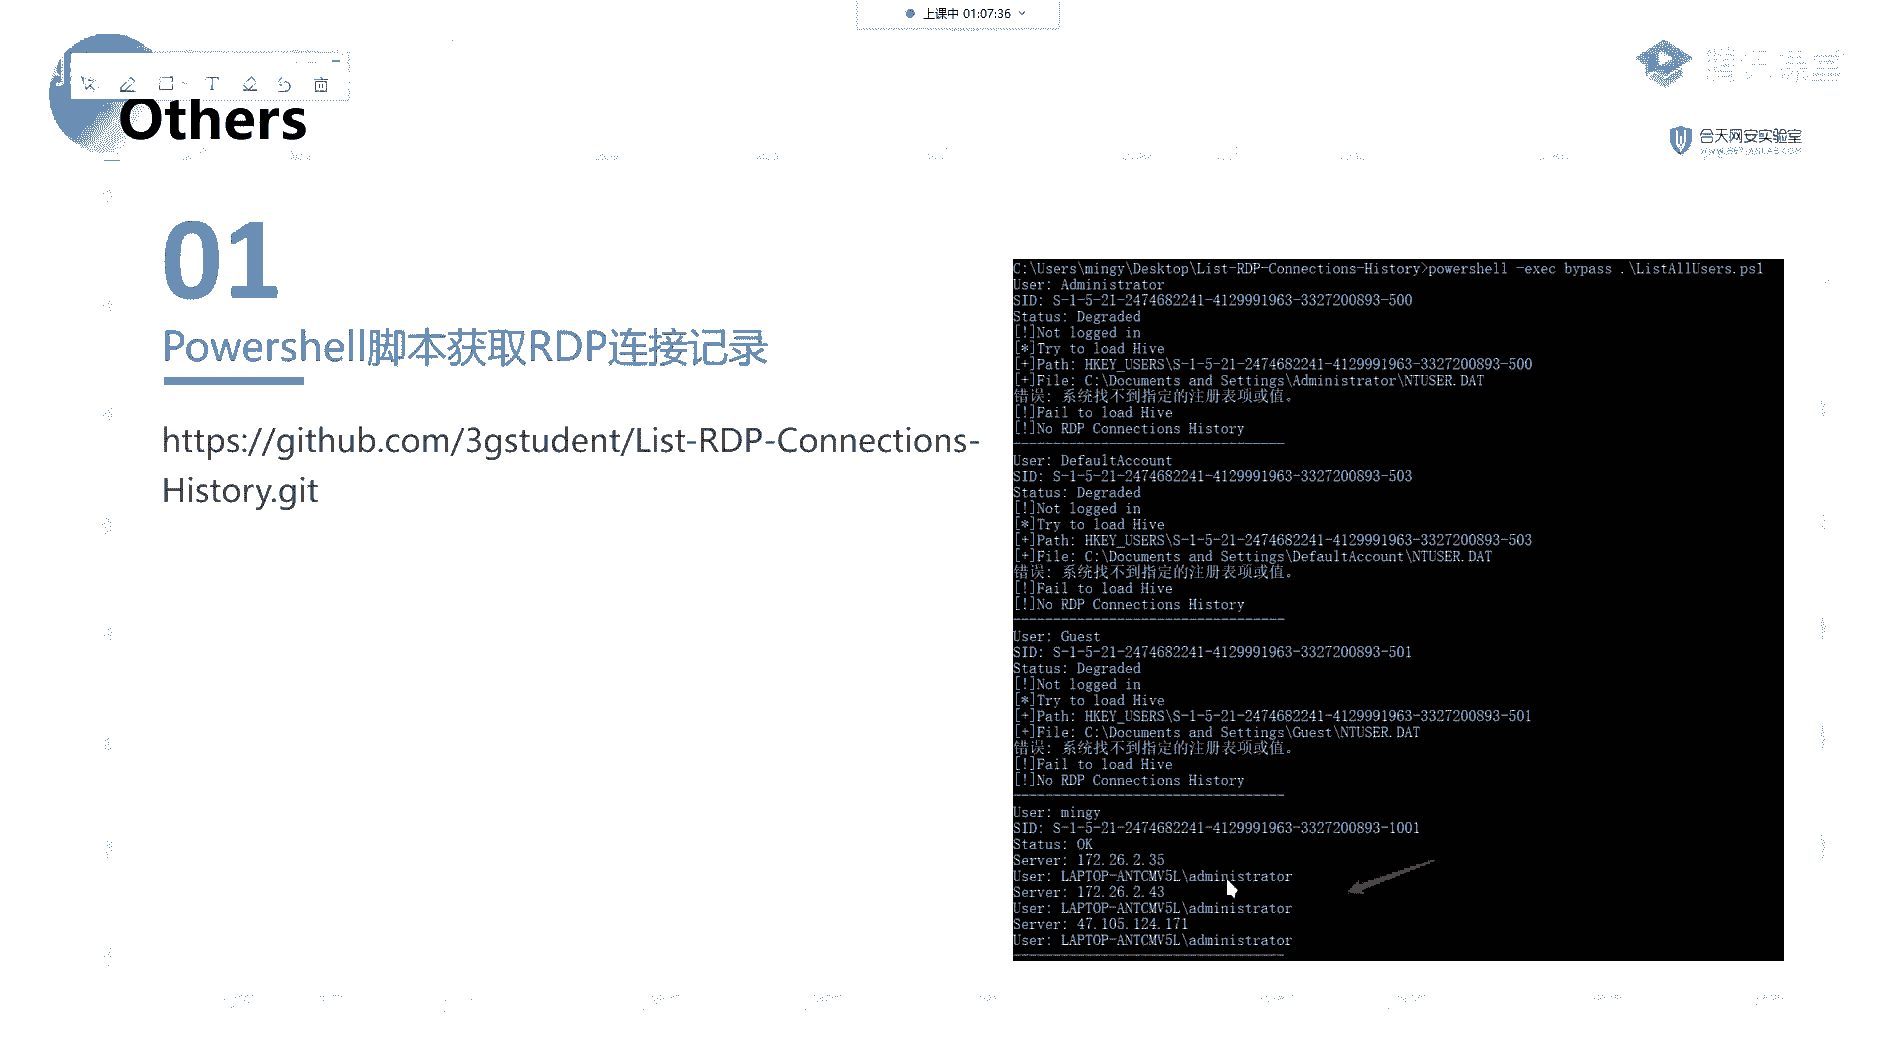 上课中 01:07:36
Others
合天网安实验室
01
Powershell脚本获取RDP连接记录
https://github.com/3gstudent/List-RDP-Connections-
History.git
C:\Users\mingy\Desktop\List-RDP-Connections-History>powershell -exec bypass .\ListAllUsers.ps1
User: Administrator
SID: S-1-5-21-2474682241-4129991963-3327200893-500
Status: Degraded
[!]Not logged in
[*]Try to load Hive
[+]Path: HKEY_USERS\S-1-5-21-2474682241-4129991963-3327200893-500
[+]File: C:\Documents and Settings\Administrator\NTUSER.DAT
错误: 系统找不到指定的注册表项或值。
[!]Fail to load Hive
[!]No RDP Connections History
----------------------------------
User: DefaultAccount
SID: S-1-5-21-2474682241-4129991963-3327200893-503
Status: Degraded
[!]Not logged in
[*]Try to load Hive
[+]Path: HKEY_USERS\S-1-5-21-2474682241-4129991963-3327200893-503
[+]File: C:\Documents and Settings\DefaultAccount\NTUSER.DAT
错误: 系统找不到指定的注册表项或值。
[!]Fail to load Hive
[!]No RDP Connections History
----------------------------------
User: Guest
SID: S-1-5-21-2474682241-4129991963-3327200893-501
Status: Degraded
[!]Not logged in
[*]Try to load Hive
[+]Path: HKEY_USERS\S-1-5-21-2474682241-4129991963-3327200893-501
[+]File: C:\Documents and Settings\Guest\NTUSER.DAT
错误: 系统找不到指定的注册表项或值。
[!]Fail to load Hive
[!]No RDP Connections History
----------------------------------
User: mingy
SID: S-1-5-21-2474682241-4129991963-3327200893-1001
Status: OK
Server: 172.26.2.35
User: LAPTOP-ANTCMV5L\administrator
Server: 172.26.2.43
User: LAPTOP-ANTCMV5L\administrator
Server: 47.105.124.171
User: LAPTOP-ANTCMV5L\administrator
----------------------------------